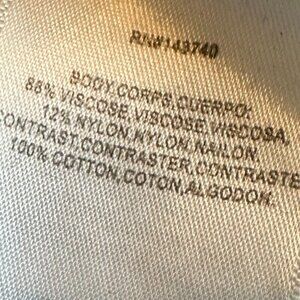 RN#143740
BODY,CORPS,CUERPO:
88% VISCOSE,VISCOSE,VISCOSA,
12% NYLON,NYLON,NAILON.
CONTRAST,CONTRASTER,CONTRASTE
100% COTTON,COTON,ALGODON.